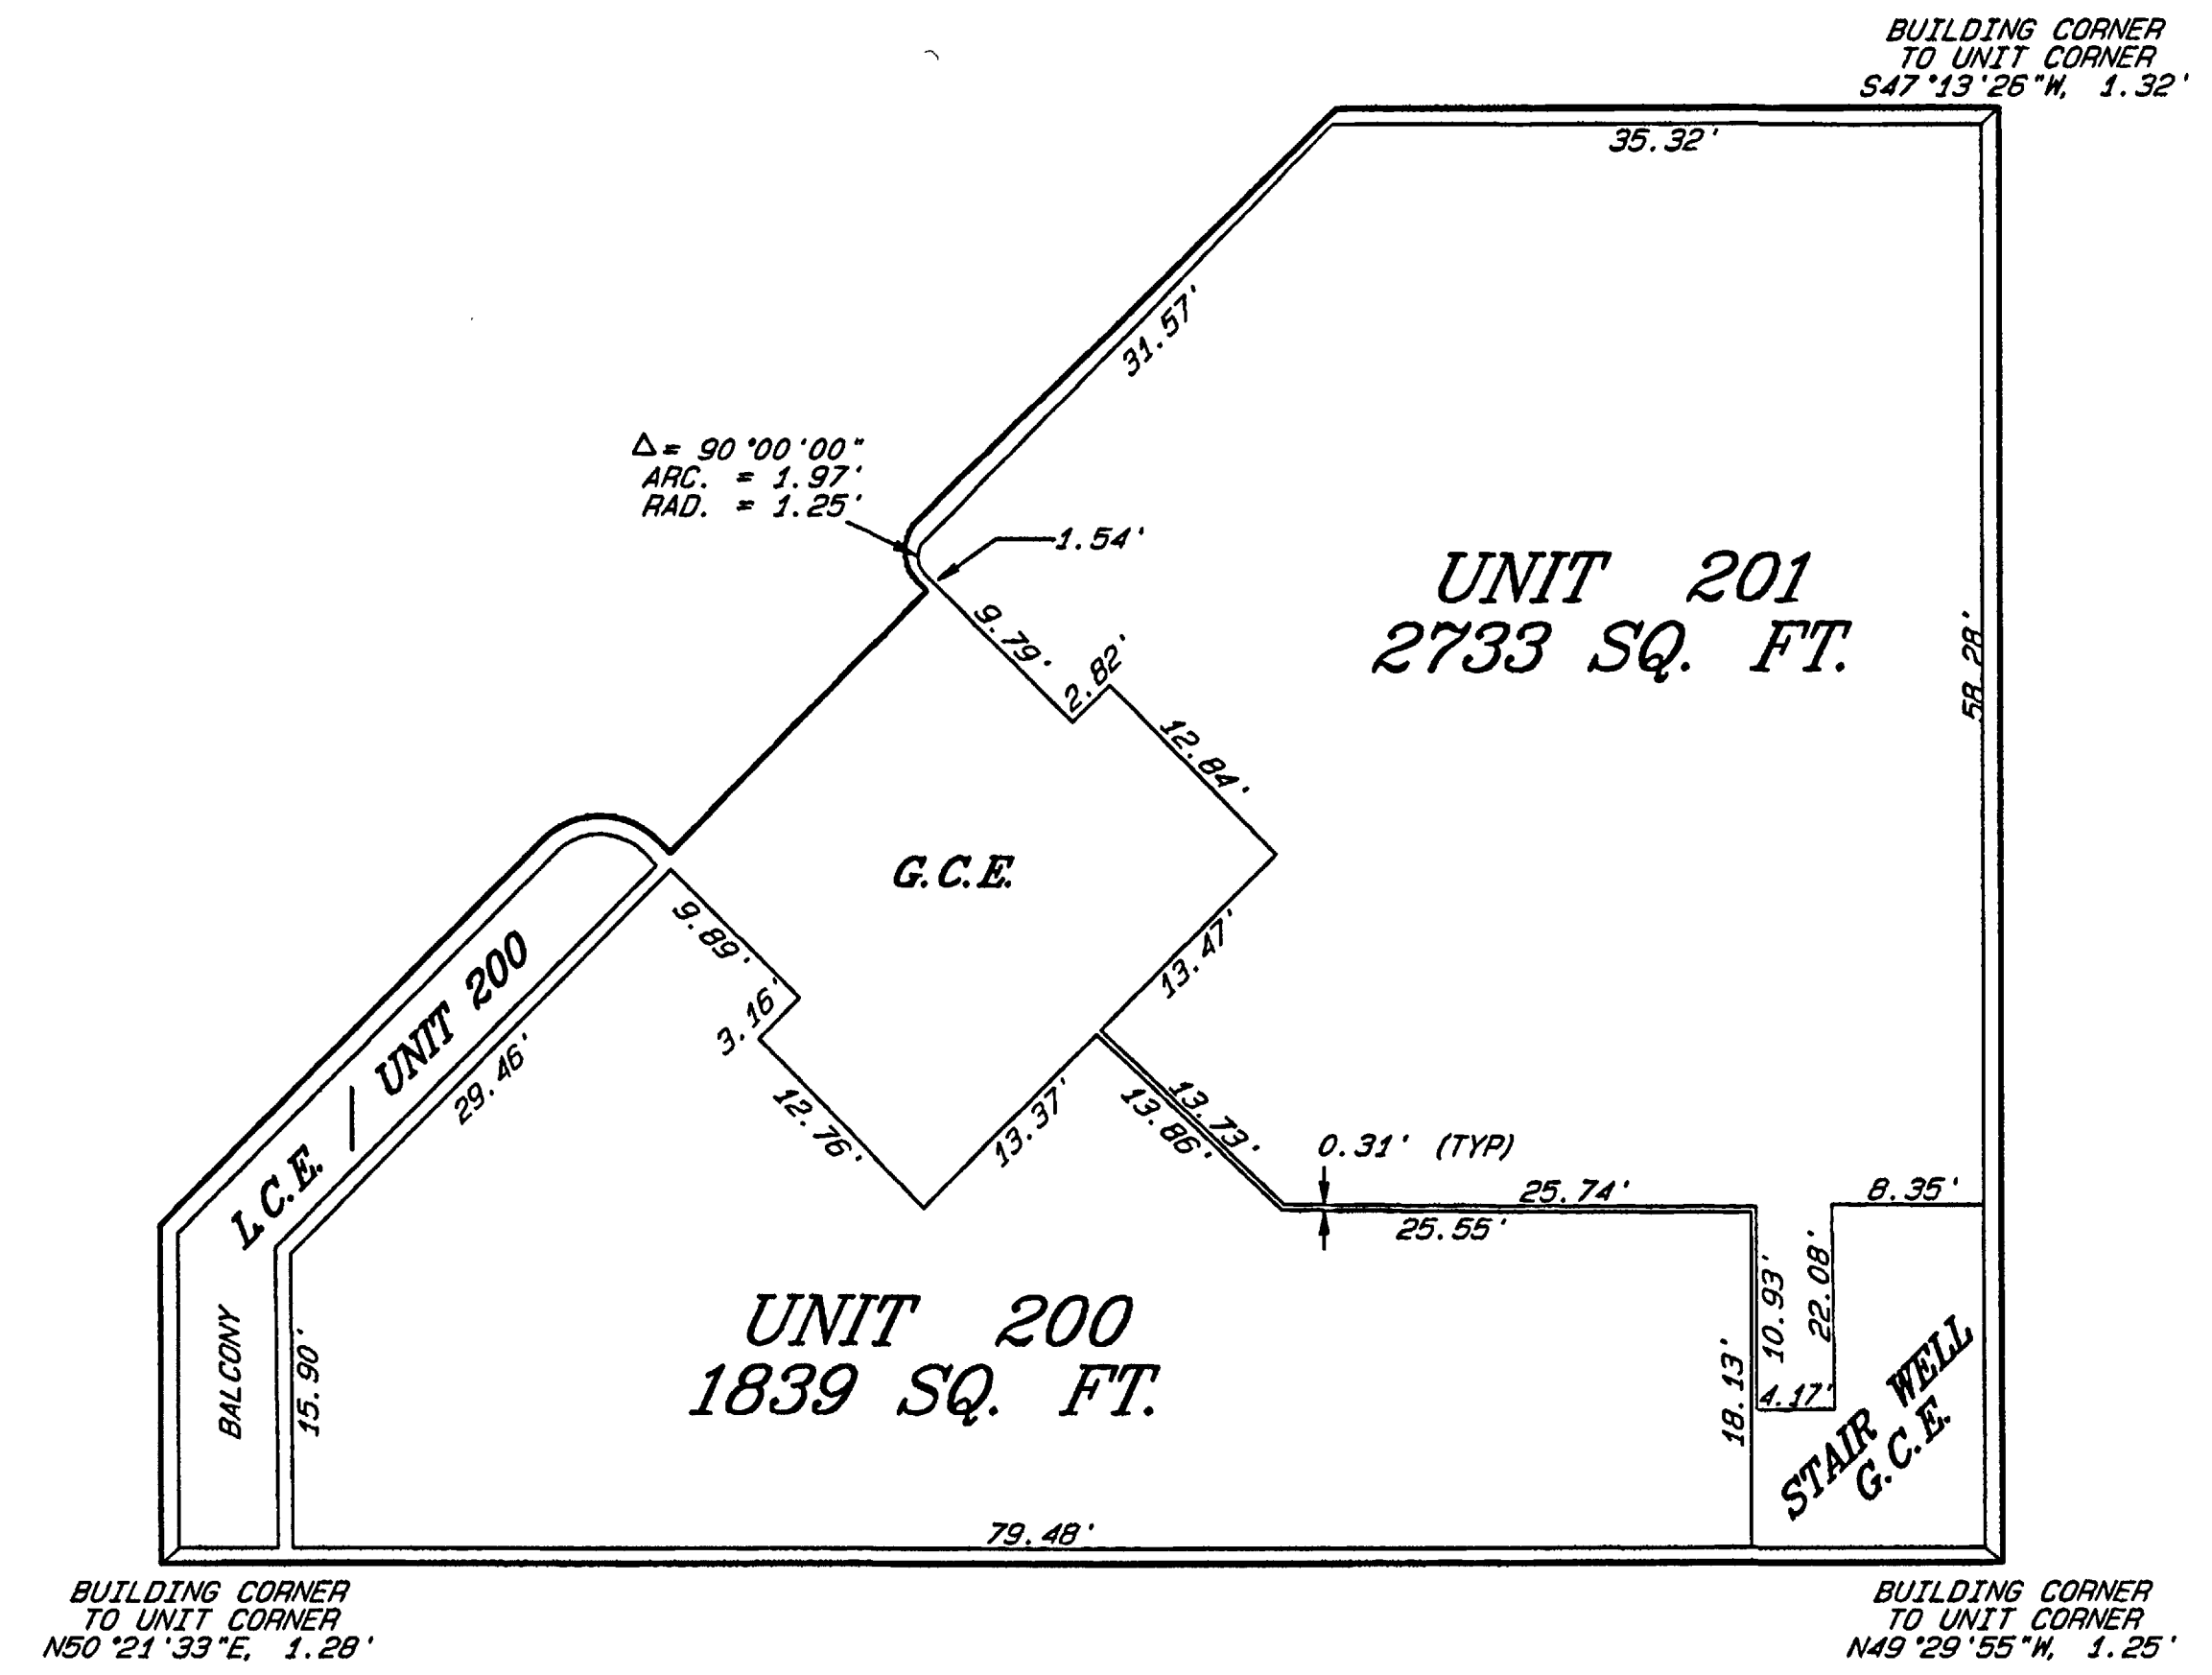 BUILDING CORNER
TO UNIT CORNER
S47°13'26"W, 1.32'
35.32'
31.57'
Δ= 90°00'00"
ARC. = 1.97'
RAD. = 1.25'
1.54'
UNIT 201
2733 SQ. FT.
9.79'
2.82'
58.28'
12.84'
G.C.E.
9.89'
13.47'
L.C.E. / UNIT 200
3.16'
29.46'
12.76'
13.37'
13.73'
13.86'
0.31' (TYP)
25.74'
8.35'
25.55'
10.93'
22.08'
UNIT 200
1839 SQ. FT.
BALCONY
15.90'
18.13'
4.17'
STAIR WELL
G.C.E.
79.48'
BUILDING CORNER
TO UNIT CORNER
N50°21'33"E, 1.28'
BUILDING CORNER
TO UNIT CORNER
N49°29'55"W, 1.25'